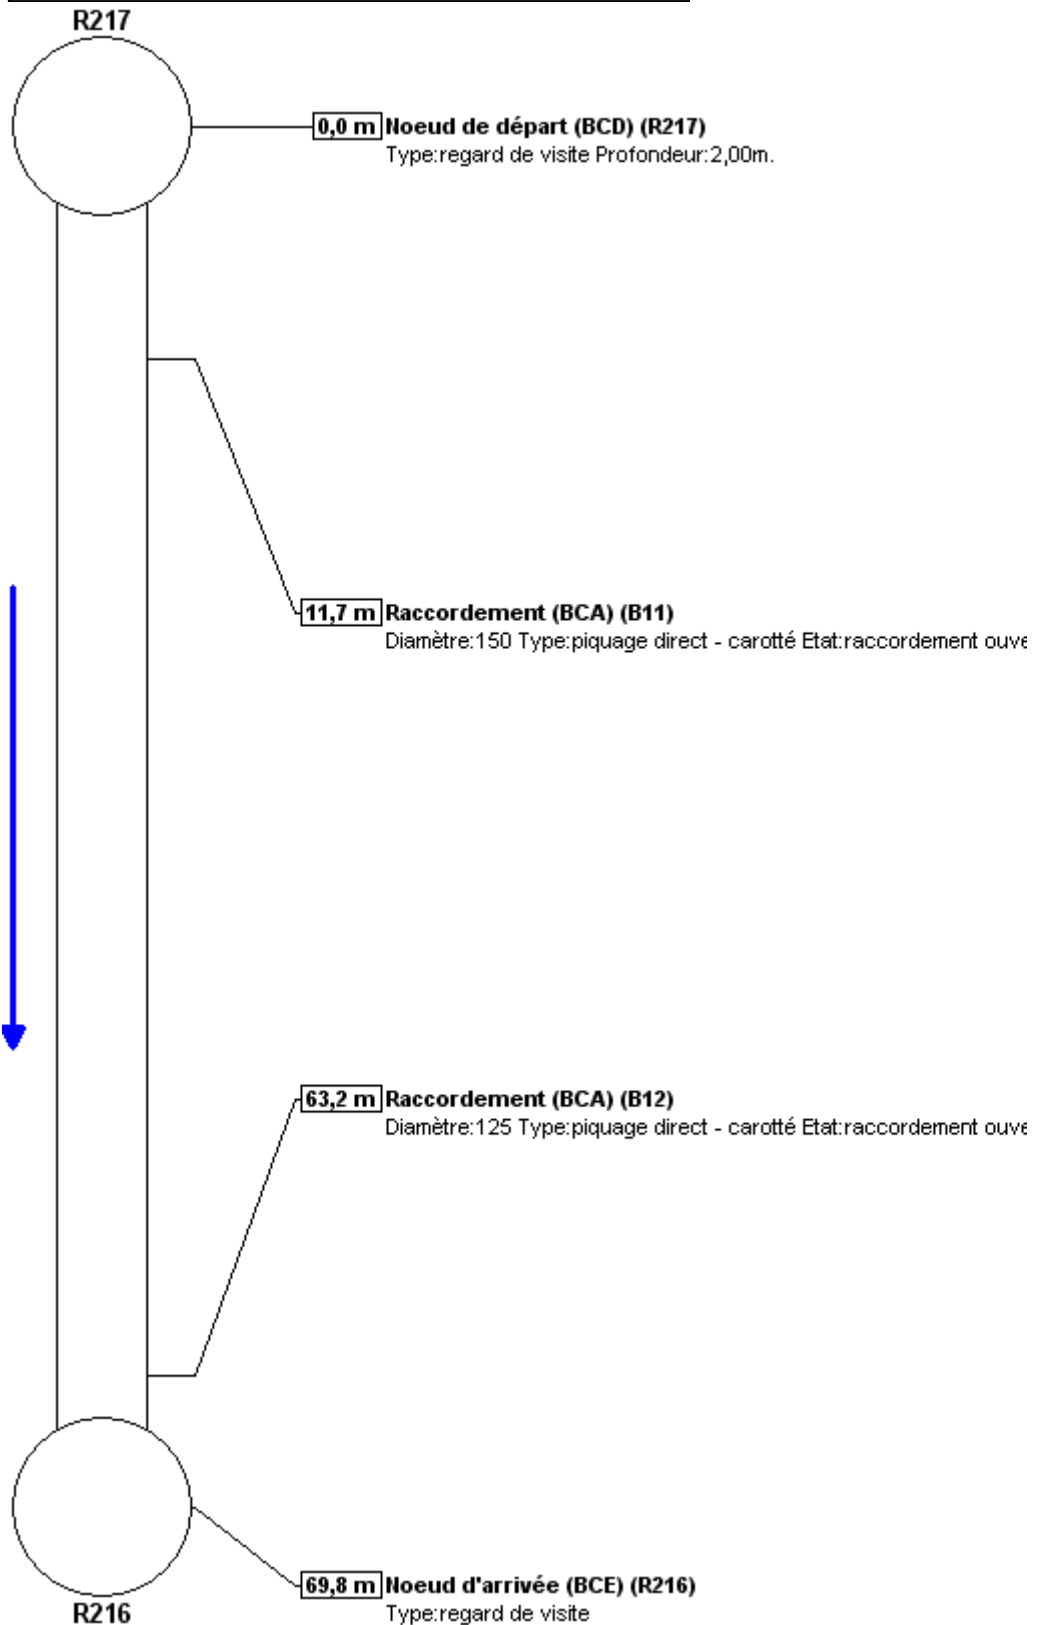 R217
0,0 m Noeud de départ (BCD) (R217)
Type:regard de visite Profondeur:2,00m.
11,7 m Raccordement (BCA) (B11)
Diamètre:150 Type:piquage direct - carotté Etat:raccordement ouve
63,2 m Raccordement (BCA) (B12)
Diamètre:125 Type:piquage direct - carotté Etat:raccordement ouve
69,8 m Noeud d'arrivée (BCE) (R216)
R216
Type:regard de visite